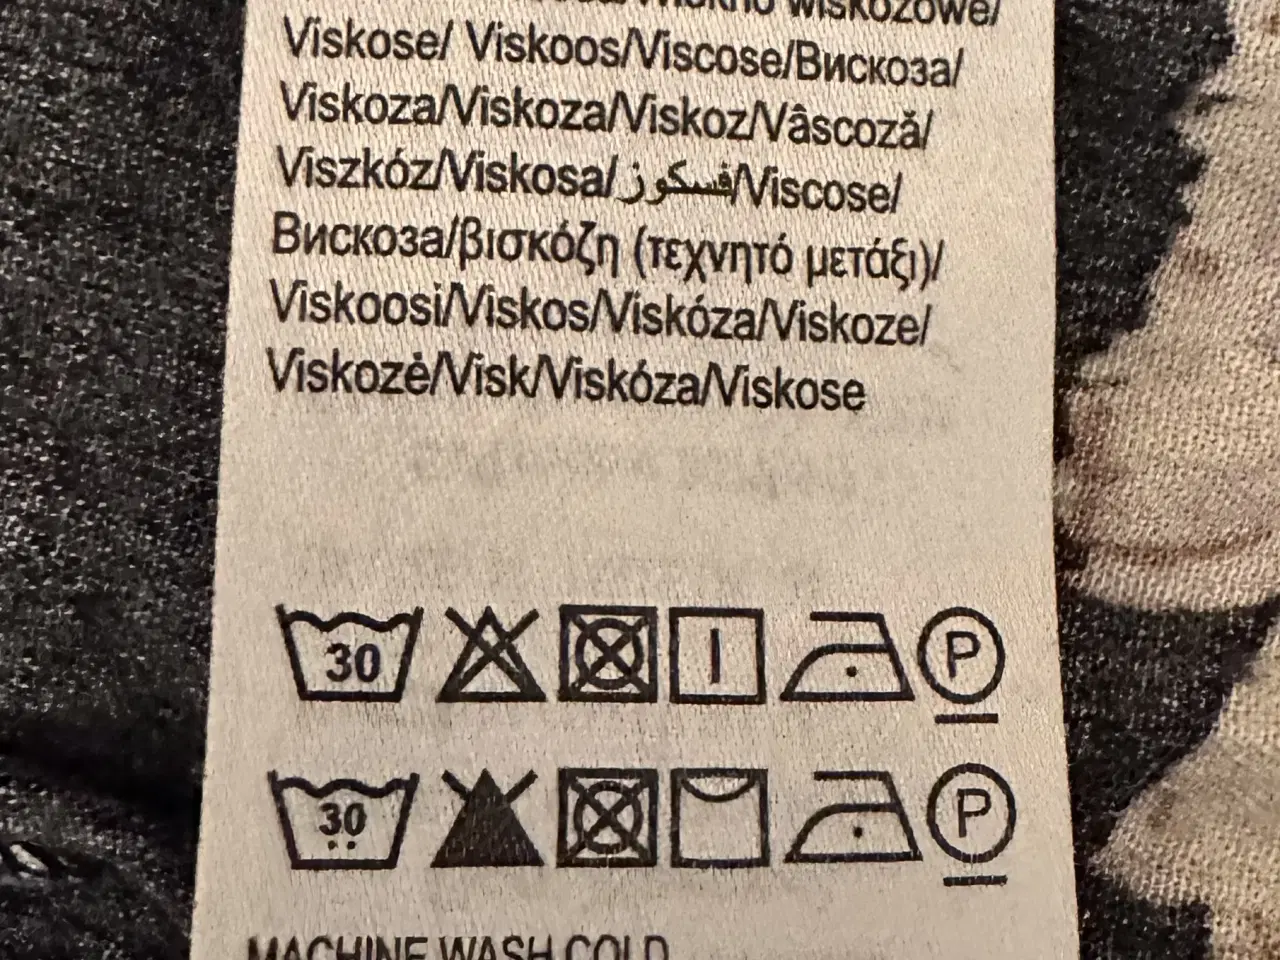 wiskozowe/
Viskose/ Viskoos/Viscose/Вискоза/
Viskoza/Viskoza/Viskoz/Vâscoză/
Viszkóz/Viskosa/فسكوز/Viscose/
Вискоза/βισκόζη (τεχνητό μετάξι)/
Viskoosi/Viskos/Viskóza/Viskoze/
Viskozė/Visk/Viskóza/Viskose
30 P
30 P
MACHINE WASH COLD